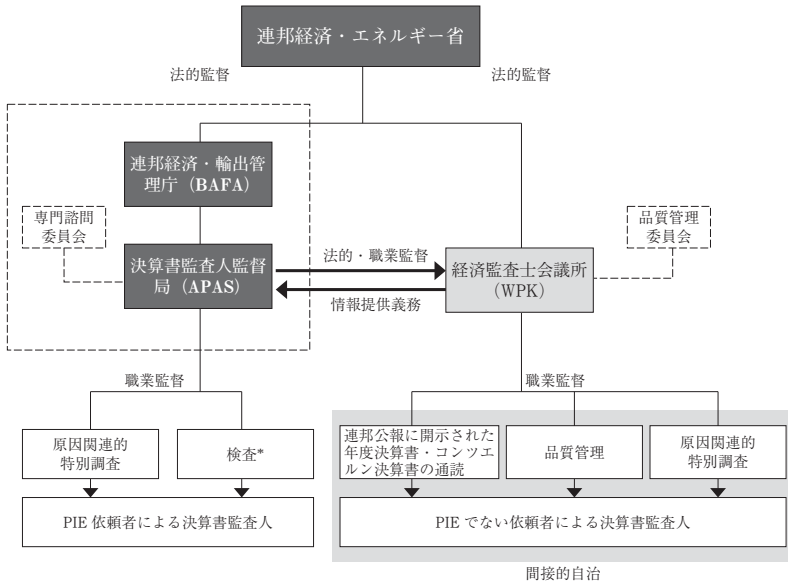 連邦経済・エネルギー省
法的監督
法的監督
連邦経済・輸出管
理庁（BAFA）
専門諮問
委員会
決算書監査人監督
局（APAS）
法的・職業監督
情報提供義務
経済監査士会議所
（WPK）
品質管理
委員会
職業監督
職業監督
原因関連的
特別調査
検査*
PIE 依頼者による決算書監査人
連邦公報に開示された
年度決算書・コンツエ
ルン決算書の通読
品質管理
原因関連的
特別調査
PIE でない依頼者による決算書監査人
間接的自治